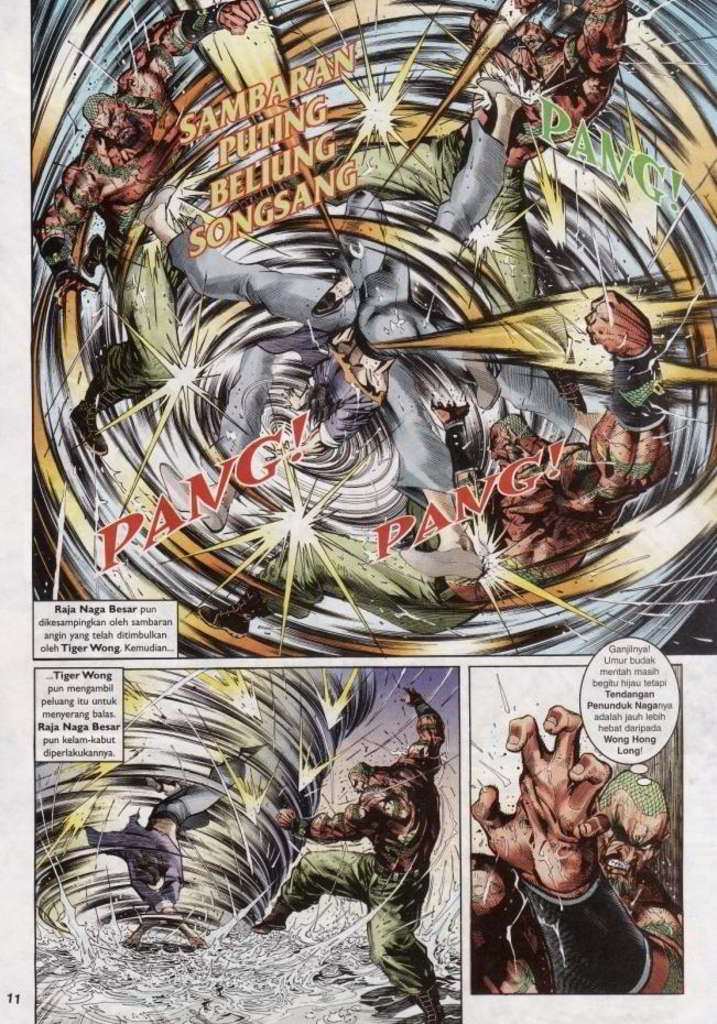 SAMBARAN
PUTING
BELIUNG
SONGSANG
PANG!
PANG!
PANG!
Raja Naga Besar pun
dikesampingkan oleh sambaran
angin yang telah ditimbulkan
oleh Tiger Wong. Kemudian...
...Tiger Wong
pun mengambil
peluang itu untuk
menyerang balas.
Raja Naga Besar
pun kelam-kabut
diperlakukannya.
Ganjilnya!
Umur budak
mentah masih
begitu hijau tetapi
Tendangan
Penunduk Naganya
adalah jauh lebih
hebat daripada
Wong Hong
Long!
11